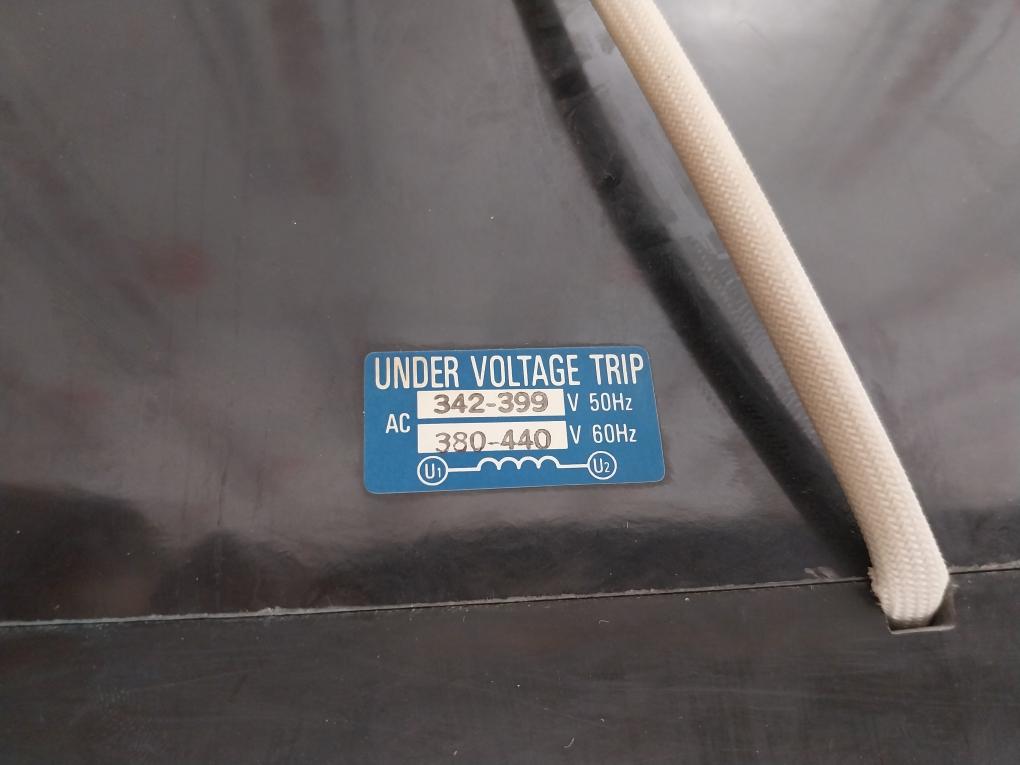 UNDER VOLTAGE TRIP
AC 342-399 V 50Hz
380-440 V 60Hz
U1 U2